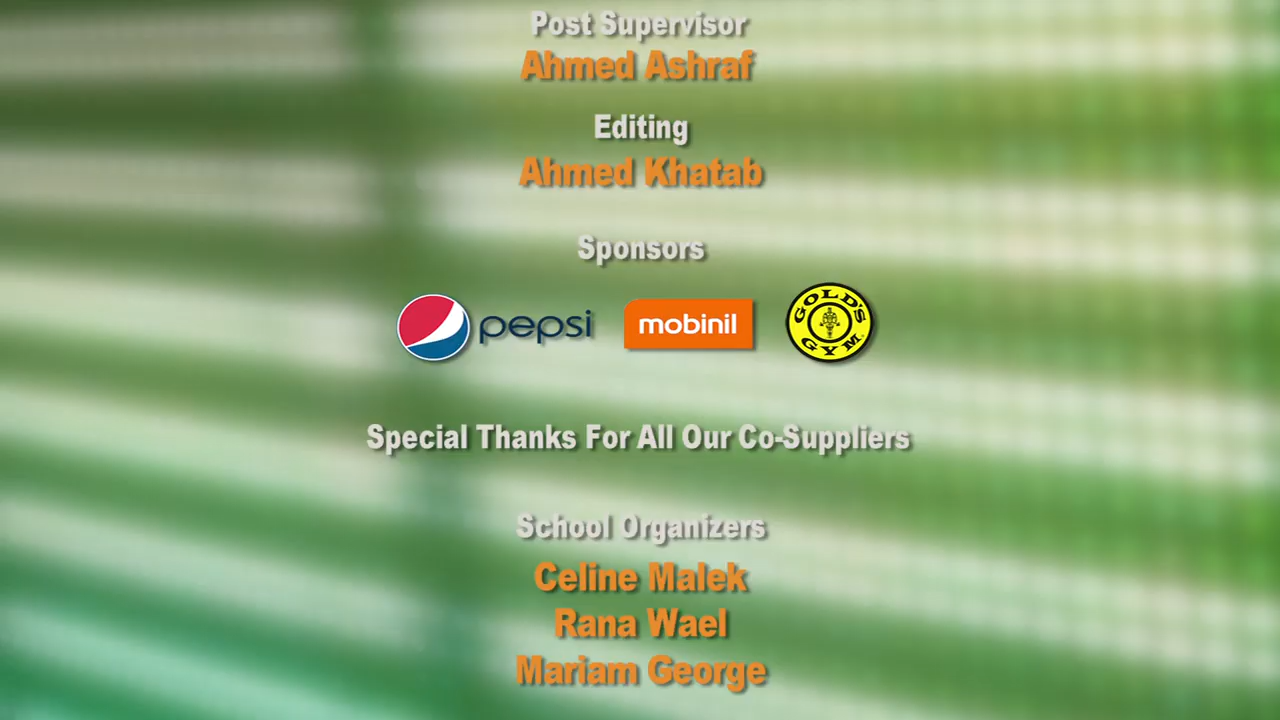 Post Supervisor
Ahmed Ashraf
Editing
Ahmed Khatab
Sponsors
pepsi mobinil GOLD'S GYM
Special Thanks For All Our Co-Suppliers
School Organizers
Celine Malek
Rana Wael
Mariam George